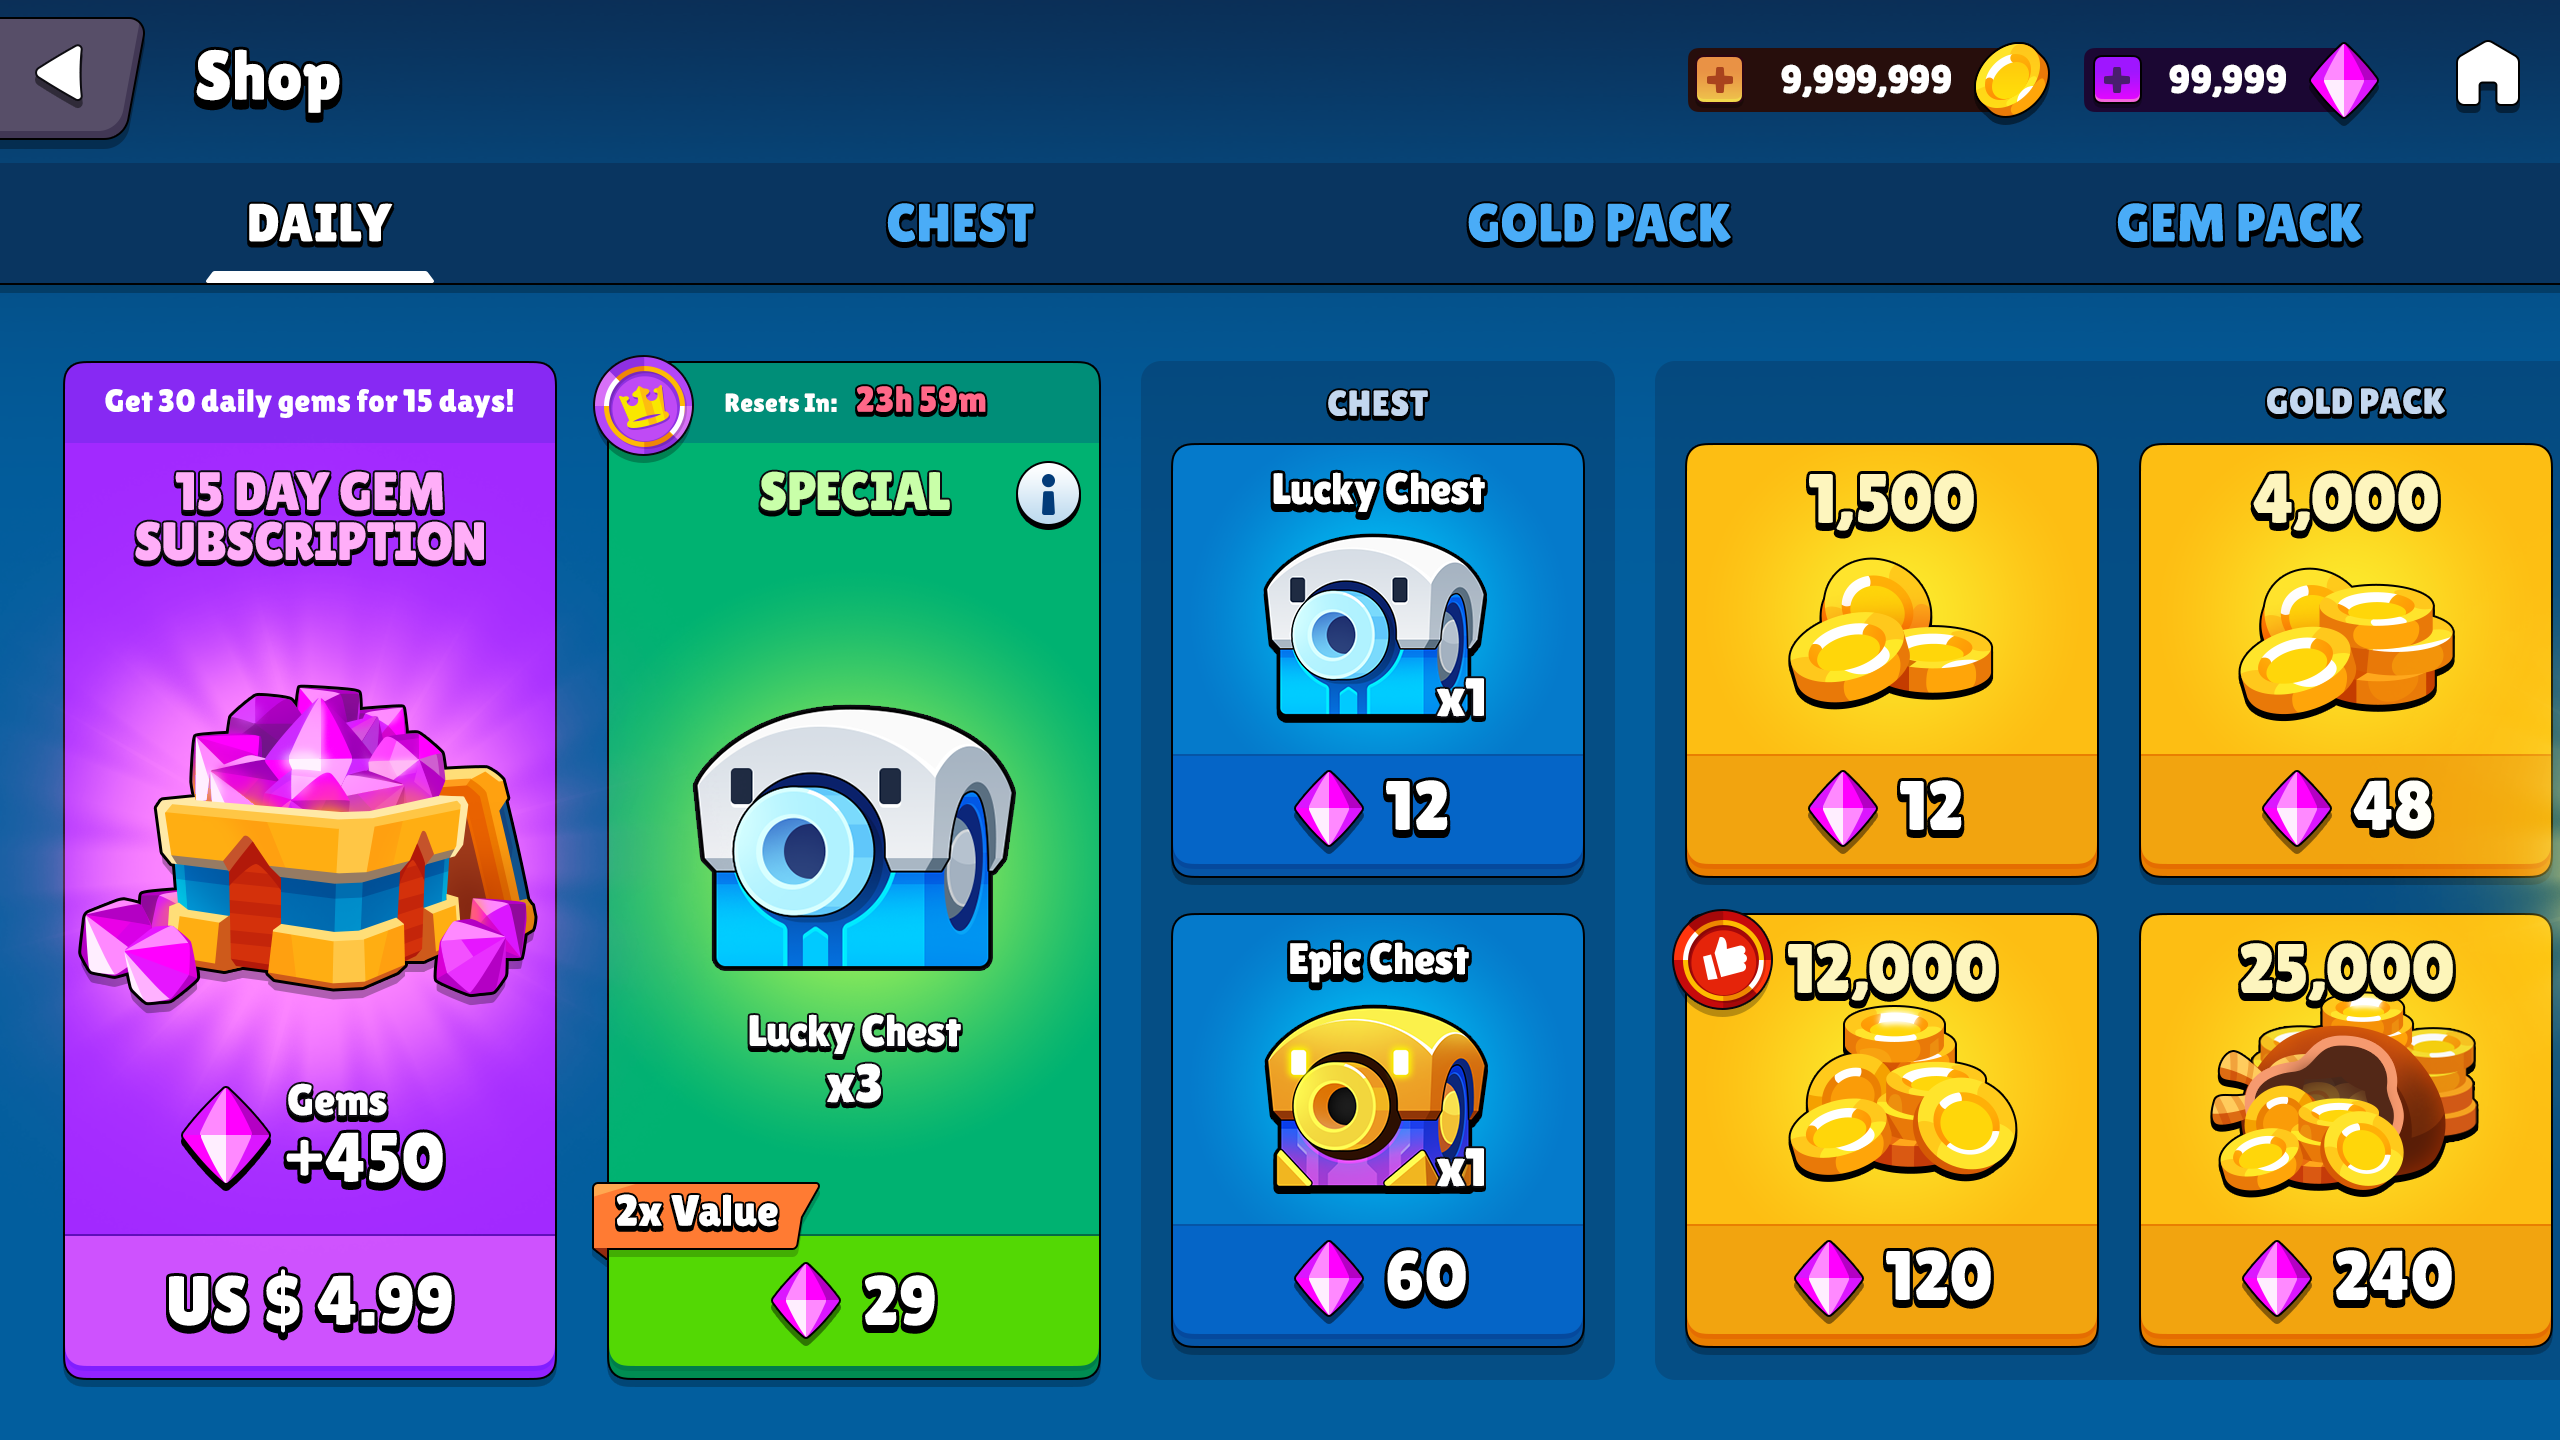 Shop
9,999,999
99,999
DAILY
CHEST
GOLD PACK
GEM PACK
Get 30 daily gems for 15 days!
15 DAY GEM
SUBSCRIPTION
Gems
+450
US $ 4.99
Resets In: 23h 59m
SPECIAL
Lucky Chest
x3
2x Value
29
CHEST
Lucky Chest
x1
12
Epic Chest
x1
60
GOLD PACK
1,500
12
4,000
48
12,000
120
25,000
240